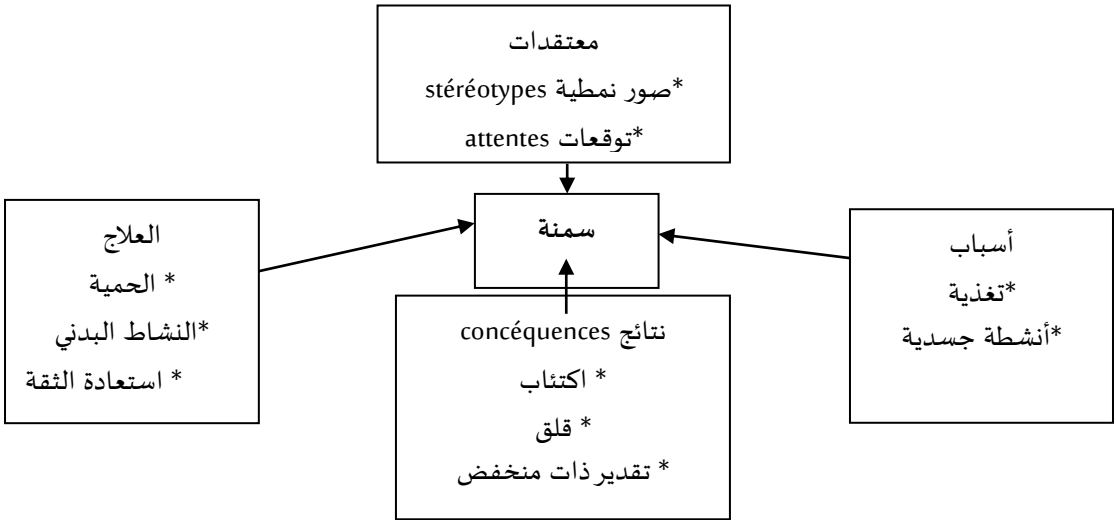 معتقدات
*صور نمطية stéréotypes
*توقعات attentes
سمنة
أسباب
*تغذية
*أنشطة جسدية
العلاج
* الحمية
*النشاط البدني
* استعادة الثقة
نتائج concéquences
* اكتئاب
* قلق
* تقدير ذات منخفض